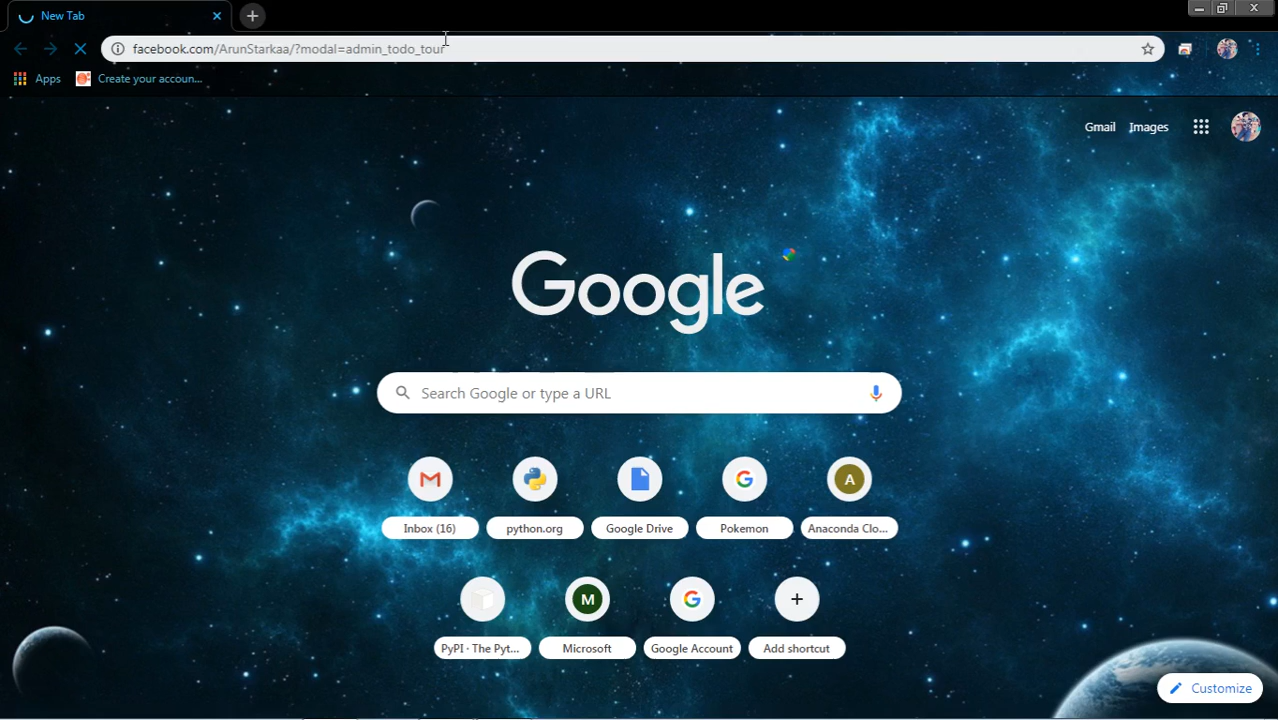 New Tab
facebook.com/ArunStarkaa/?modal=admin_todo_tour
Apps Create your accoun...
Gmail Images
Google
Search Google or type a URL
A
Inbox (16) python.org Google Drive Pokemon Anaconda Clo...
M
PyPI · The Pyt... Microsoft Google Account Add shortcut
Customize